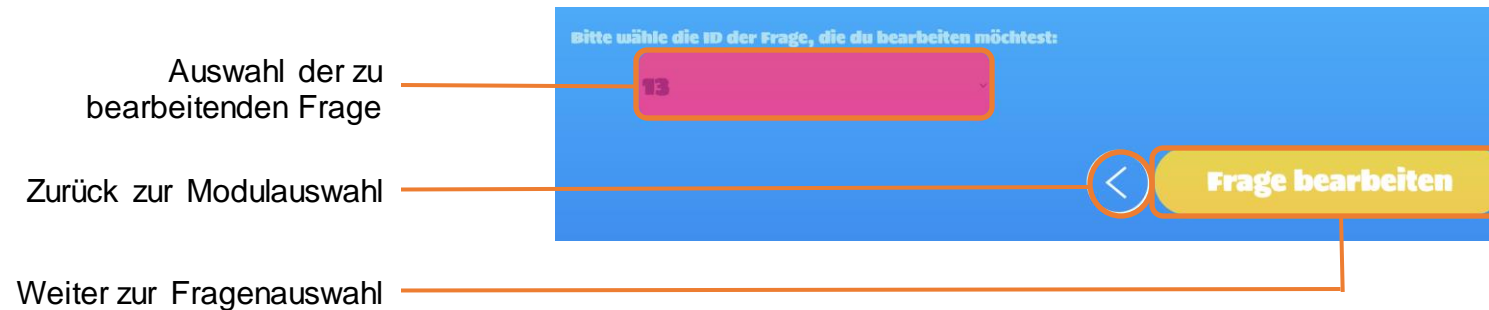 Bitte wähle die ID der Frage, die du bearbeiten möchtest:
Auswahl der zu
bearbeitenden Frage
13
Zurück zur Modulauswahl
Frage bearbeiten
Weiter zur Fragenauswahl